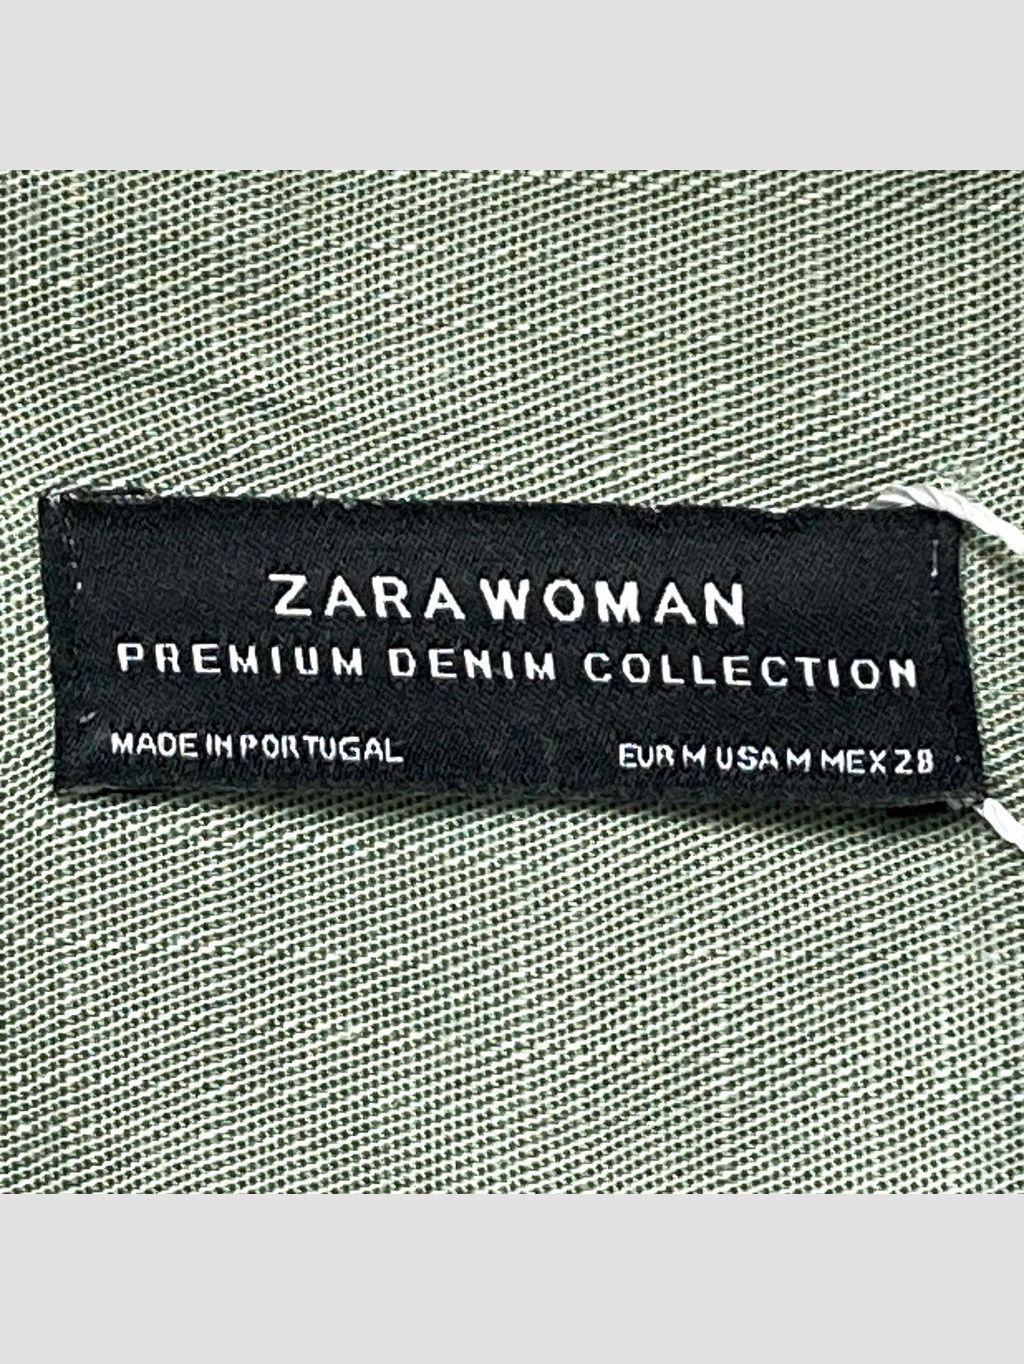 ZARA WOMAN
PREMIUM DENIM COLLECTION
MADE IN PORTUGAL EUR M USA M MEX 28